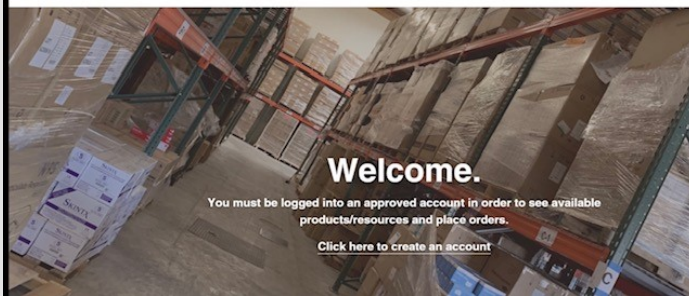 Welcome.
You must be logged into an approved account in order to see available
products/resources and place orders.
Click here to create an account
C4
C